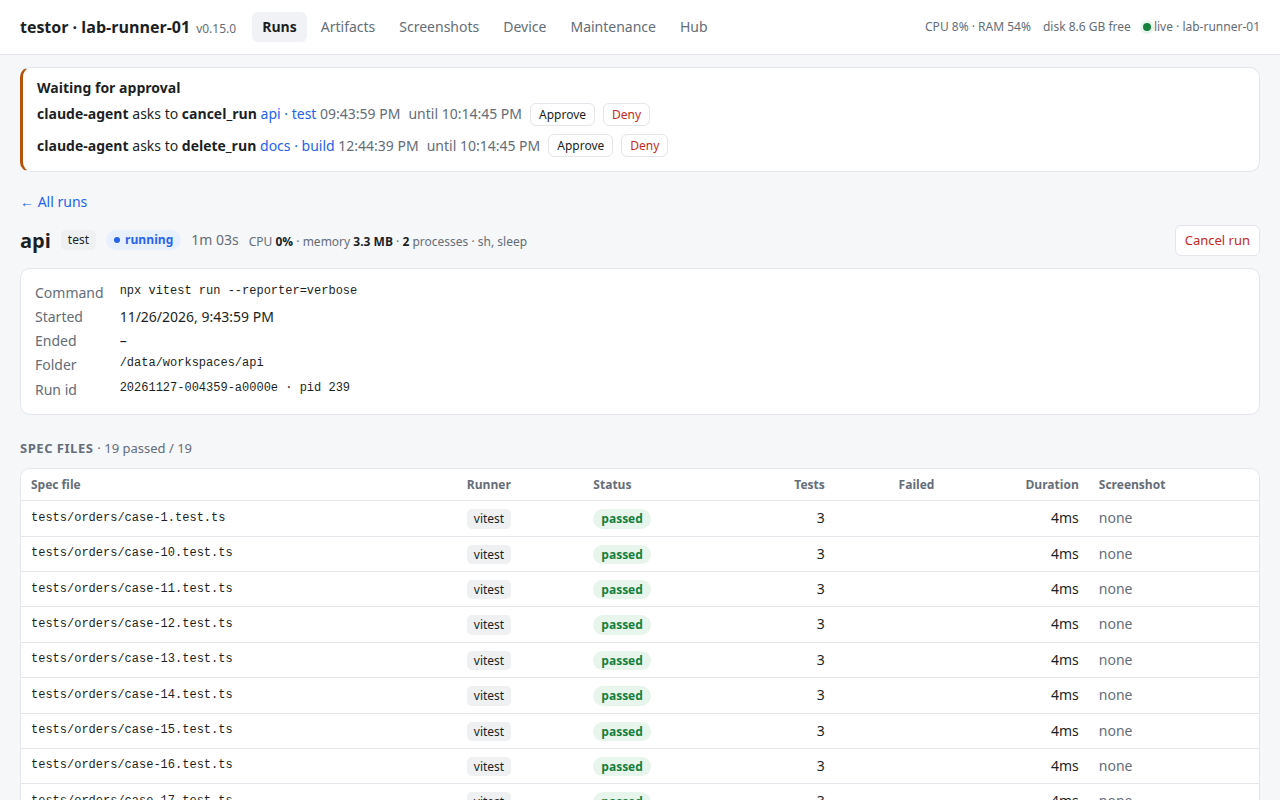 testor · lab-runner-01 v0.15.0 Runs Artifacts Screenshots Device Maintenance Hub CPU 8% · RAM 54% disk 8.6 GB free live · lab-runner-01
Waiting for approval
claude-agent asks to cancel_run api · test 09:43:59 PM until 10:14:45 PM Approve Deny
claude-agent asks to delete_run docs · build 12:44:39 PM until 10:14:45 PM Approve Deny
← All runs
api test running 1m 03s CPU 0% · memory 3.3 MB · 2 processes · sh, sleep Cancel run
Command npx vitest run --reporter=verbose
Started 11/26/2026, 9:43:59 PM
Ended –
Folder /data/workspaces/api
Run id 20261127-004359-a0000e · pid 239
SPEC FILES · 19 passed / 19
Spec file Runner Status Tests Failed Duration Screenshot
tests/orders/case-1.test.ts vitest passed 3 4ms none
tests/orders/case-10.test.ts vitest passed 3 4ms none
tests/orders/case-11.test.ts vitest passed 3 4ms none
tests/orders/case-12.test.ts vitest passed 3 4ms none
tests/orders/case-13.test.ts vitest passed 3 4ms none
tests/orders/case-14.test.ts vitest passed 3 4ms none
tests/orders/case-15.test.ts vitest passed 3 4ms none
tests/orders/case-16.test.ts vitest passed 3 4ms none
tests/orders/case-17.test.ts vitest passed 3 4ms none